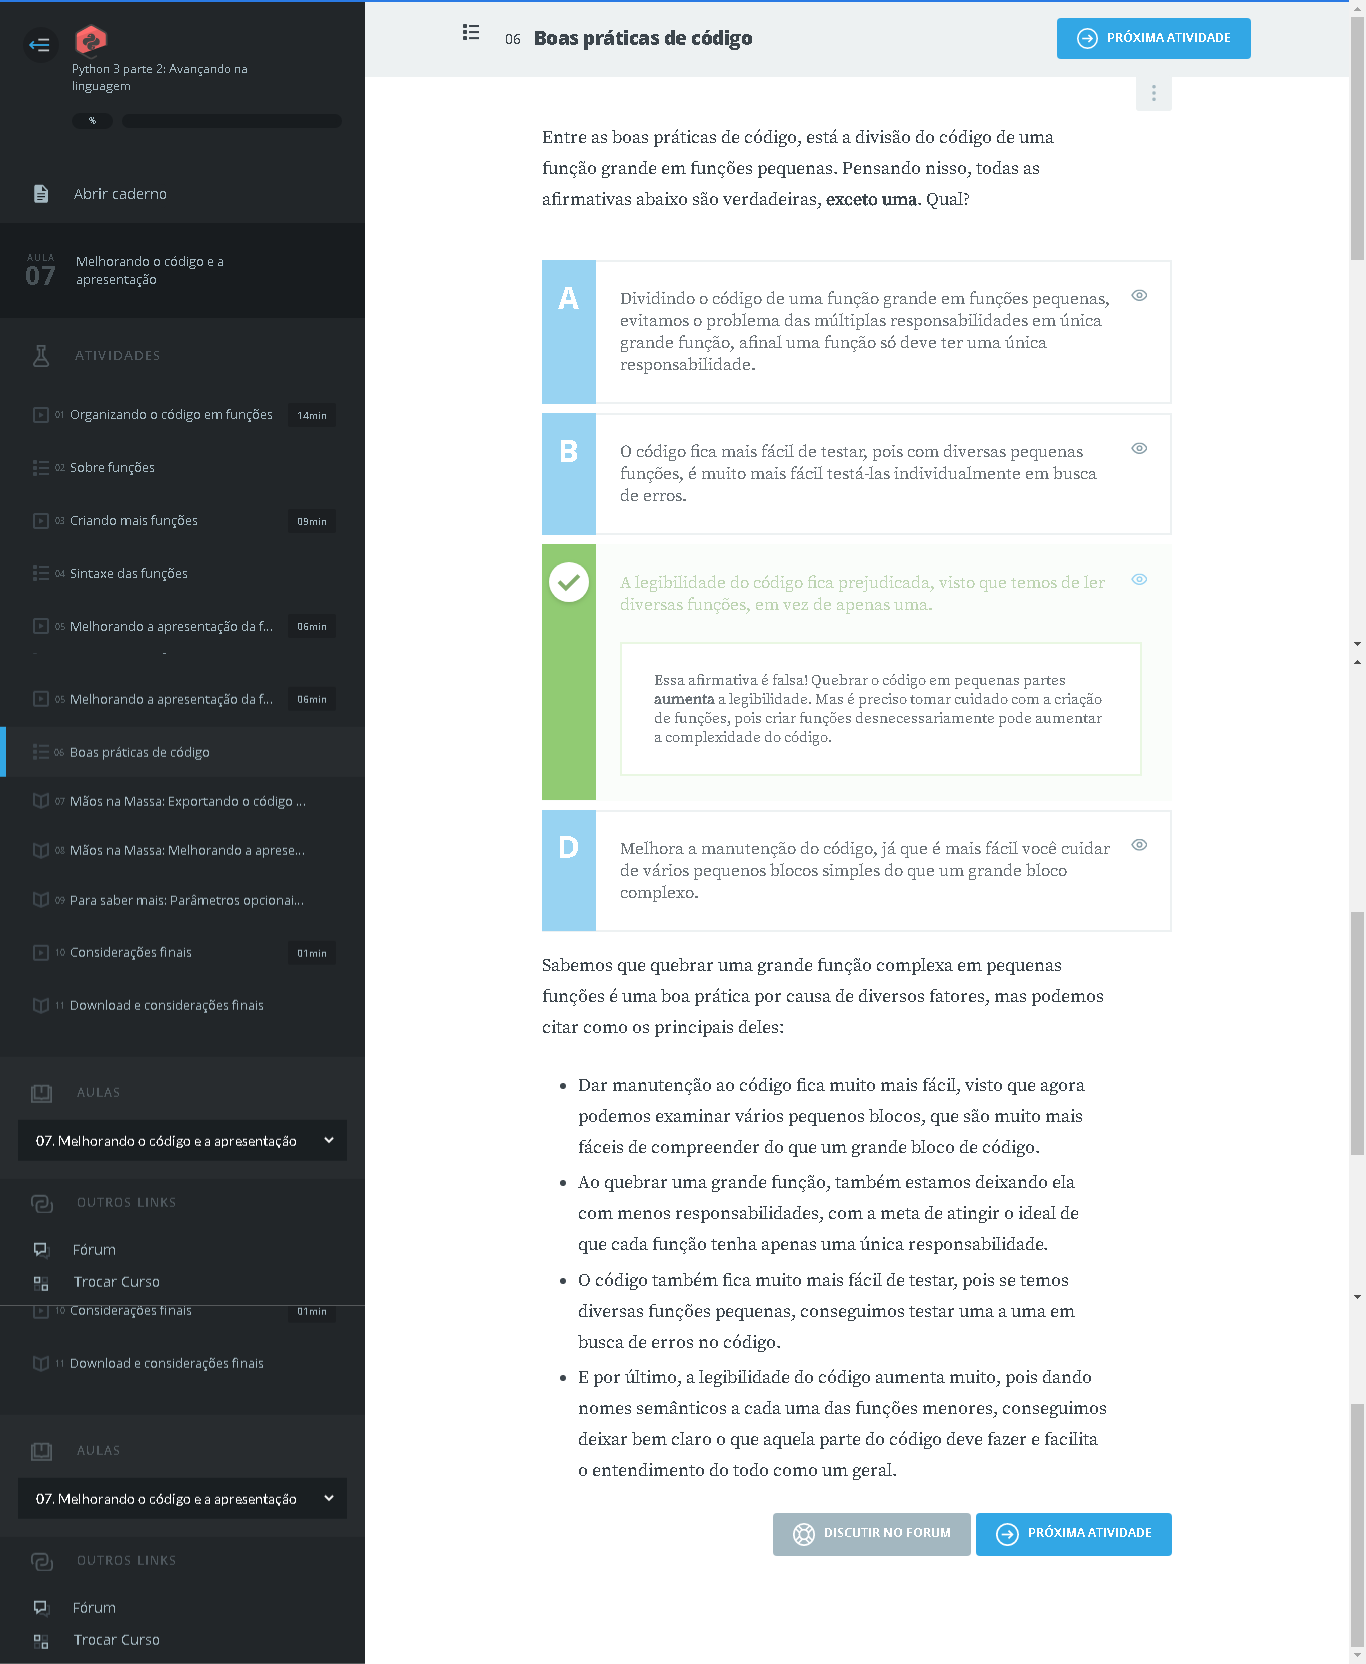 Python 3 parte 2: Avançando na
linguagem
%
Abrir caderno
AULA
07
Melhorando o código e a
apresentação
ATIVIDADES
01 Organizando o código em funções 14min
02 Sobre funções
03 Criando mais funções 09min
04 Sintaxe das funções
05 Melhorando a apresentação da f... 06min
05 Melhorando a apresentação da f... 06min
06 Boas práticas de código
07 Mãos na Massa: Exportando o código ...
08 Mãos na Massa: Melhorando a aprese...
09 Para saber mais: Parâmetros opcionai...
10 Considerações finais 01min
11 Download e considerações finais
AULAS
07. Melhorando o código e a apresentação
OUTROS LINKS
Fórum
Trocar Curso
10 Considerações finais 01min
11 Download e considerações finais
AULAS
07. Melhorando o código e a apresentação
OUTROS LINKS
Fórum
Trocar Curso
06 Boas práticas de código
PRÓXIMA ATIVIDADE
Entre as boas práticas de código, está a divisão do código de uma
função grande em funções pequenas. Pensando nisso, todas as
afirmativas abaixo são verdadeiras, exceto uma. Qual?
A
Dividindo o código de uma função grande em funções pequenas,
evitamos o problema das múltiplas responsabilidades em única
grande função, afinal uma função só deve ter uma única
responsabilidade.
B
O código fica mais fácil de testar, pois com diversas pequenas
funções, é muito mais fácil testá-las individualmente em busca
de erros.
A legibilidade do código fica prejudicada, visto que temos de ler
diversas funções, em vez de apenas uma.
Essa afirmativa é falsa! Quebrar o código em pequenas partes
aumenta a legibilidade. Mas é preciso tomar cuidado com a criação
de funções, pois criar funções desnecessariamente pode aumentar
a complexidade do código.
D
Melhora a manutenção do código, já que é mais fácil você cuidar
de vários pequenos blocos simples do que um grande bloco
complexo.
Sabemos que quebrar uma grande função complexa em pequenas
funções é uma boa prática por causa de diversos fatores, mas podemos
citar como os principais deles:
• Dar manutenção ao código fica muito mais fácil, visto que agora
podemos examinar vários pequenos blocos, que são muito mais
fáceis de compreender do que um grande bloco de código.
• Ao quebrar uma grande função, também estamos deixando ela
com menos responsabilidades, com a meta de atingir o ideal de
que cada função tenha apenas uma única responsabilidade.
• O código também fica muito mais fácil de testar, pois se temos
diversas funções pequenas, conseguimos testar uma a uma em
busca de erros no código.
• E por último, a legibilidade do código aumenta muito, pois dando
nomes semânticos a cada uma das funções menores, conseguimos
deixar bem claro o que aquela parte do código deve fazer e facilita
o entendimento do todo como um geral.
DISCUTIR NO FORUM
PRÓXIMA ATIVIDADE